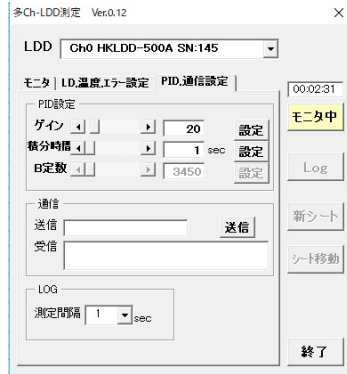 多Ch-LDD測定 Ver.0.12
LDD Ch0 HKLDD-500A SN:145
モニタ LD,温度,エラー設定 PID,通信設定
00:02:31
モニタ中
PID設定
ゲイン 20 設定
積分時間 1 sec 設定
B定数 3450 設定
Log
通信
送信 送信
受信
新シート
シート移動
LOG
測定間隔 1 sec
終了